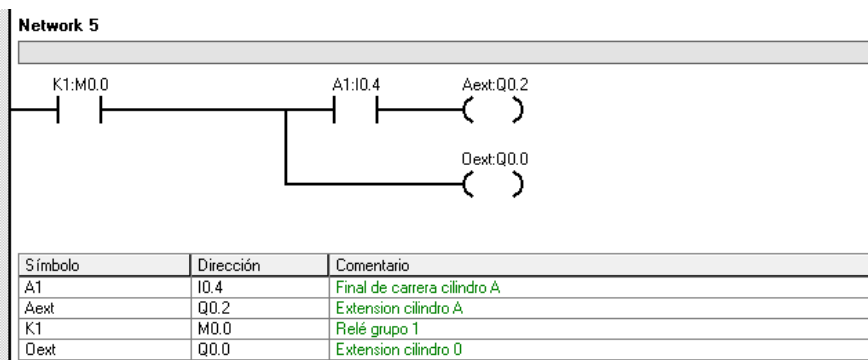 Network 5
K1:M0.0 A1:I0.4 Aext:Q0.2
Oext:Q0.0
Símbolo Dirección Comentario
A1 I0.4 Final de carrera cilindro A
Aext Q0.2 Extension cilindro A
K1 M0.0 Relé grupo 1
Oext Q0.0 Extension cilindro O